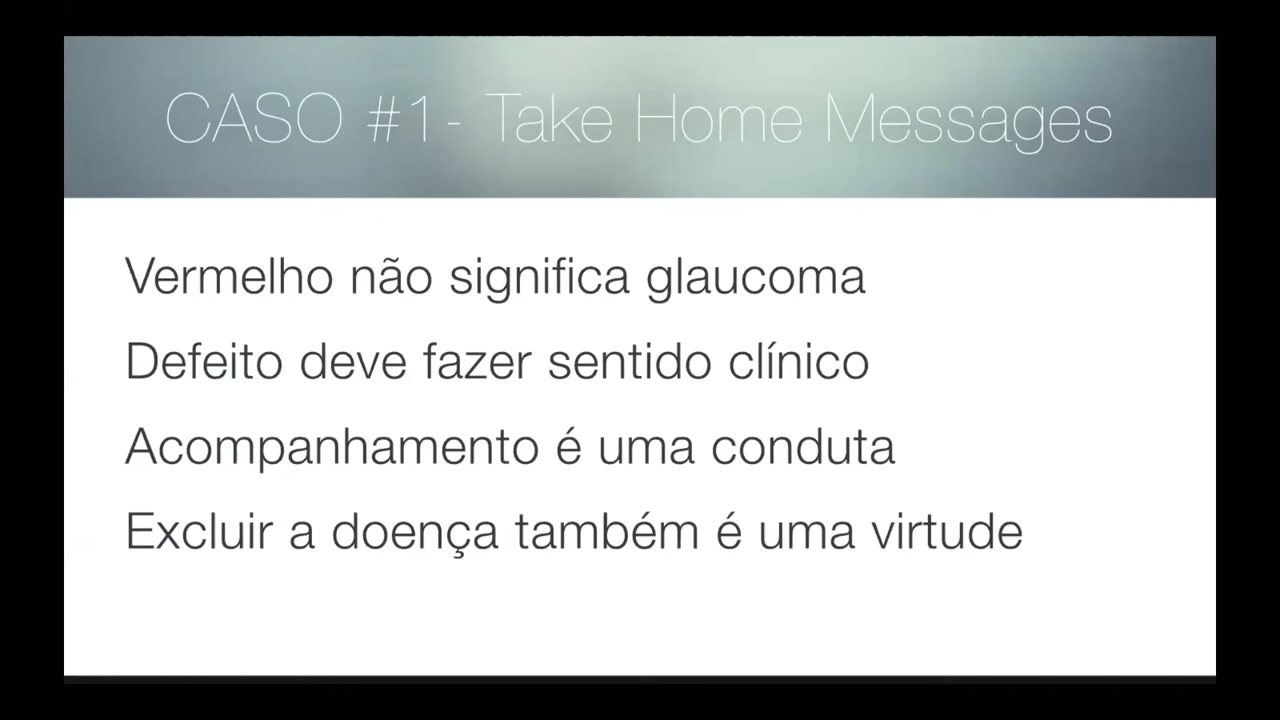 CASO #1- Take Home Messages
Vermelho não significa glaucoma
Defeito deve fazer sentido clínico
Acompanhamento é uma conduta
Excluir a doença também é uma virtude